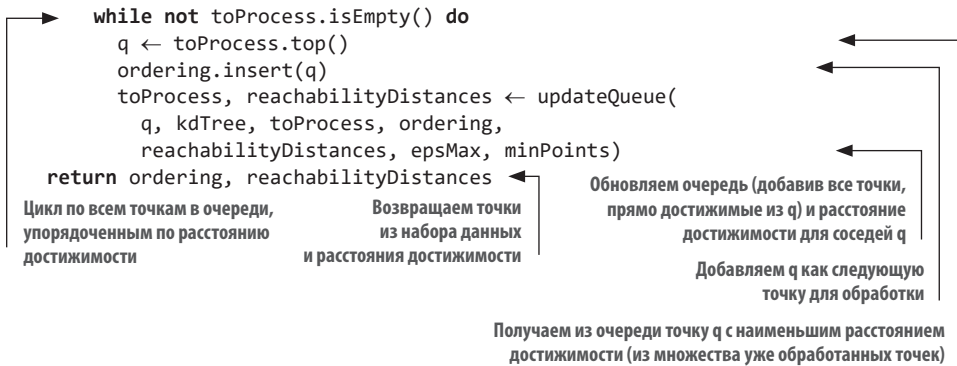 while not toProcess.isEmpty() do
q ← toProcess.top()
ordering.insert(q)
toProcess, reachabilityDistances ← updateQueue(
q, kdTree, toProcess, ordering,
reachabilityDistances, epsMax, minPoints)
return ordering, reachabilityDistances
Цикл по всем точкам в очереди,
упорядоченным по расстоянию
достижимости
Возвращаем точки
из набора данных
и расстояния достижимости
Обновляем очередь (добавив все точки,
прямо достижимые из q) и расстояние
достижимости для соседей q
Добавляем q как следующую
точку для обработки
Получаем из очереди точку q с наименьшим расстоянием
достижимости (из множества уже обработанных точек)